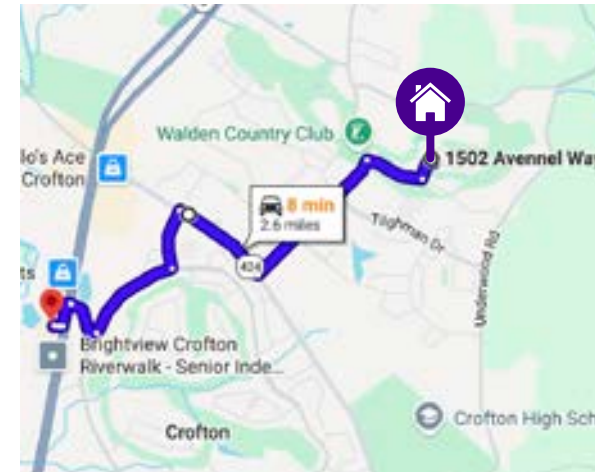 Walden Country Club
lo's Ace
Crofton
1502 Avennel Way
8 min
2.6 miles
Tilghman Dr
424
Underwood Rd
ts
Brightview Crofton
Riverwalk - Senior Inde...
Crofton High Sch
Crofton